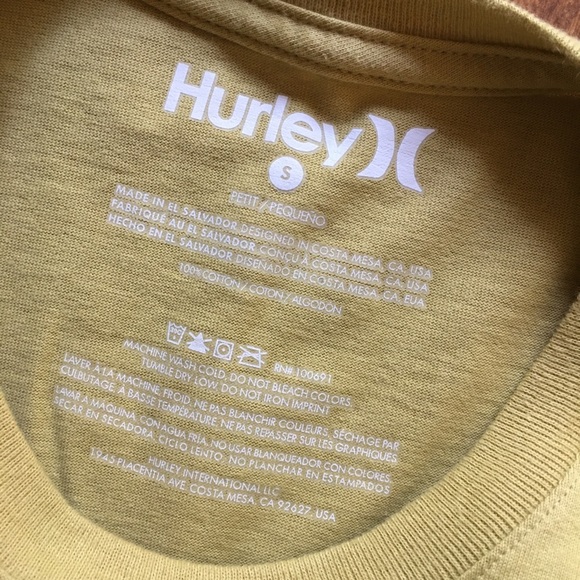 Hurley
S
PETIT / PEQUEÑO
MADE IN EL SALVADOR, DESIGNED IN COSTA MESA, CA, USA
FABRIQUÉ AU EL SALVADOR, CONÇU À COSTA MESA, CA, USA
HECHO EN EL SALVADOR, DISEÑADO EN COSTA MESA, CA, EUA
100% COTTON / COTON / ALGODON
MACHINE WASH COLD, DO NOT BLEACH COLORS RN# 100691
TUMBLE DRY LOW, DO NOT IRON IMPRINT
LAVER À LA MACHINE FROID, NE PAS BLANCHIR COULEURS, SÉCHAGE PAR
CULBUTAGE À BASSE TEMPÉRATURE, NE PAS REPASSER SUR LES GRAPHIQUES
LAVAR A MAQUINA, CON AGUA FRIA, NO USAR BLANQUEADOR CON COLORES,
SECAR EN SECADORA, CICLO LENTO. NO PLANCHAR EN ESTAMPADOS
HURLEY INTERNATIONAL LLC
1945 PLACENTIA AVE. COSTA MESA, CA 92627, USA